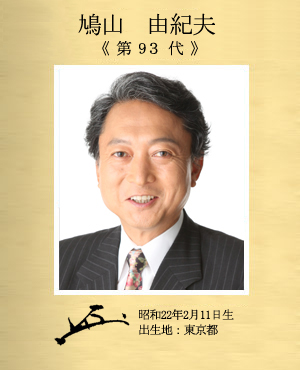 鳩山　由紀夫
《 第 93 代 》
昭和22年2月11日生
出生地：東京都